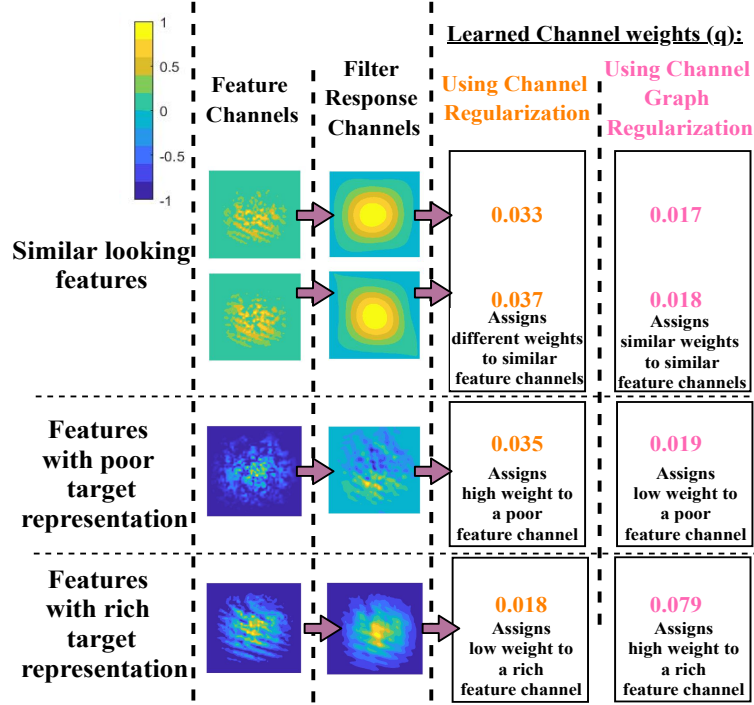 1
0.5
0
-0.5
-1
Feature
Channels
Filter
Response
Channels
Learned Channel weights (q):
Using Channel
Regularization
Using Channel
Graph
Regularization
Similar looking
features
0.033
0.037
Assigns
different weights
to similar
feature channels
0.017
0.018
Assigns
similar weights
to similar
feature channels
Features
with poor
target
representation
0.035
Assigns
high weight to
a poor
feature channel
0.019
Assigns
low weight to
a poor
feature channel
Features
with rich
target
representation
0.018
Assigns
low weight to
a rich
feature channel
0.079
Assigns
high weight to
a rich
feature channel